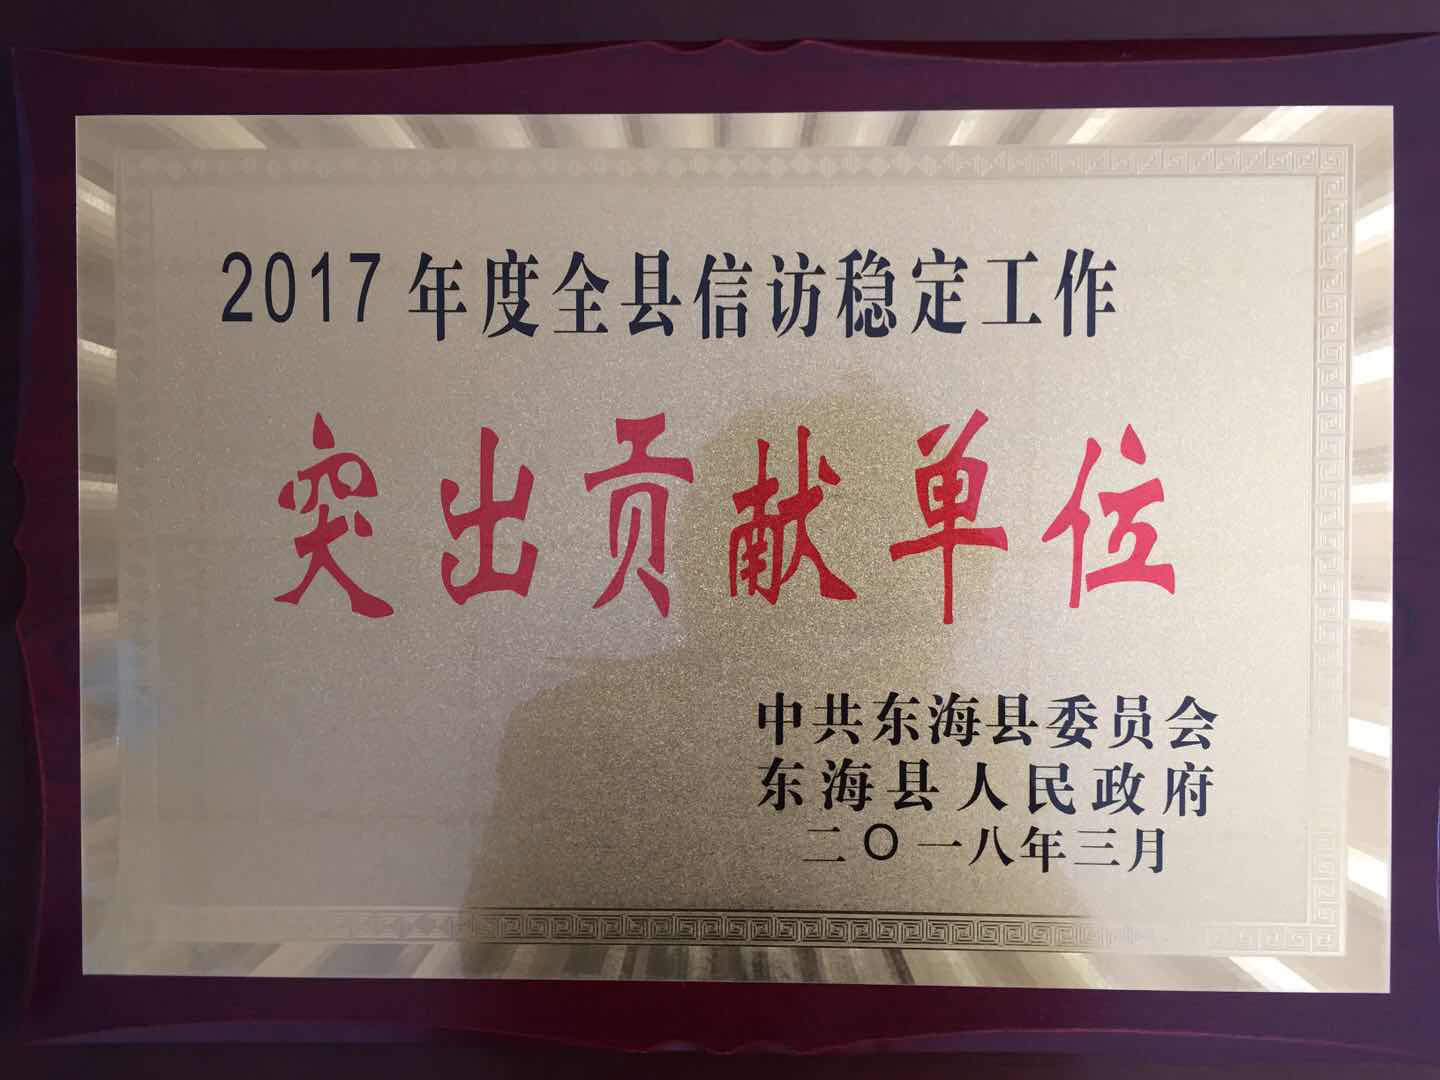 2017年度全县信访稳定工作
突出贡献单位
中共东海县委员会
东海县人民政府
二〇一八年三月